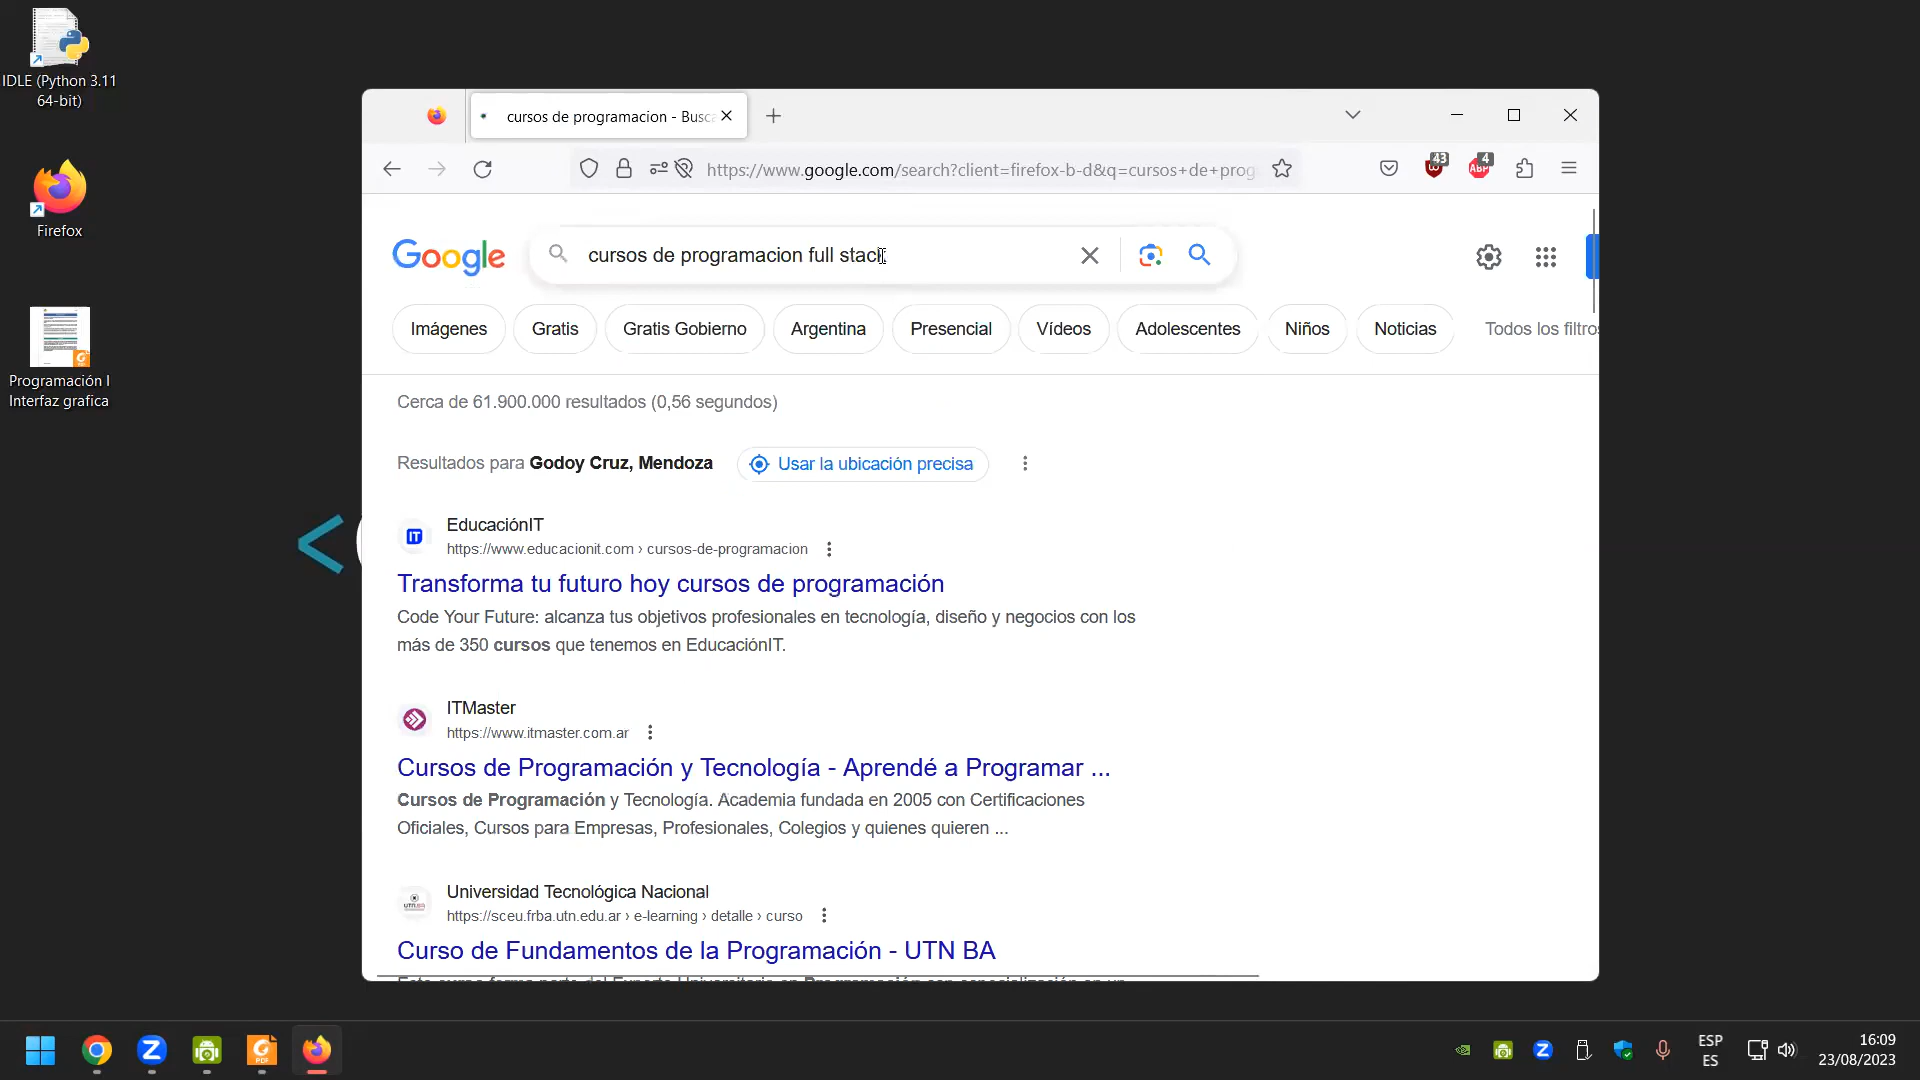 IDLE (Python 3.11
64-bit)
Firefox
Programación I
Interfaz grafica
cursos de programacion - Busca
https://www.google.com/search?client=firefox-b-d&q=cursos+de+prog
43
4
ABP
Google
cursos de programacion full stack
Imágenes
Gratis
Gratis Gobierno
Argentina
Presencial
Vídeos
Adolescentes
Niños
Noticias
Todos los filtros
Cerca de 61.900.000 resultados (0,56 segundos)
Resultados para Godoy Cruz, Mendoza
Usar la ubicación precisa
IT
EducaciónIT
https://www.educacionit.com › cursos-de-programacion
Transforma tu futuro hoy cursos de programación
Code Your Future: alcanza tus objetivos profesionales en tecnología, diseño y negocios con los
más de 350 cursos que tenemos en EducaciónIT.
ITMaster
https://www.itmaster.com.ar
Cursos de Programación y Tecnología - Aprendé a Programar ...
Cursos de Programación y Tecnología. Academia fundada en 2005 con Certificaciones
Oficiales, Cursos para Empresas, Profesionales, Colegios y quienes quieren ...
UTN.BA
Universidad Tecnológica Nacional
https://sceu.frba.utn.edu.ar › e-learning › detalle › curso
Curso de Fundamentos de la Programación - UTN BA
PDF
ESP
ES
16:09
23/08/2023